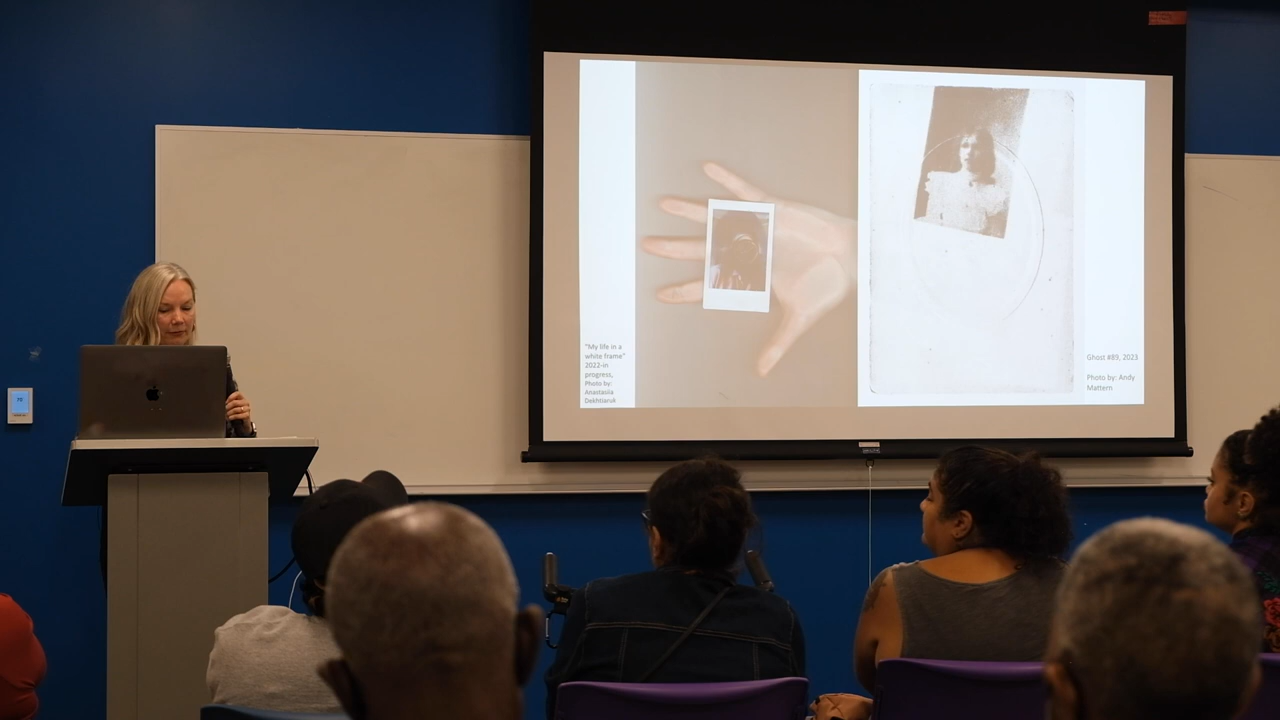 "My life in a
white frame"
2022-in
progress,
Photo by:
Anastasiia
Dekhtiaruk
Ghost #89, 2023
Photo by: Andy
Mattern
70